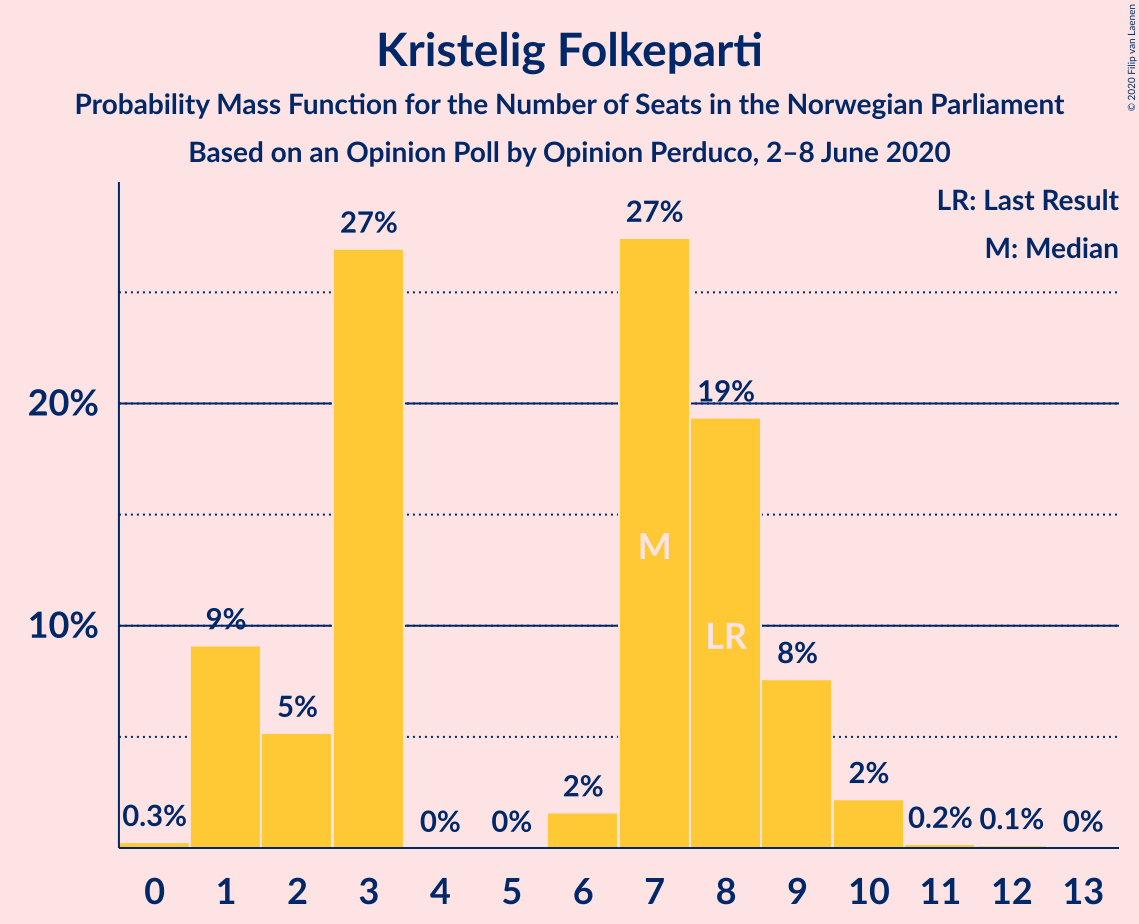 Kristelig Folkeparti
Probability Mass Function for the Number of Seats in the Norwegian Parliament
Based on an Opinion Poll by Opinion Perduco, 2–8 June 2020
© 2020 Filip van Laenen
LR: Last Result
M: Median
20%
10%
0.3%
9%
5%
27%
0%
0%
2%
27%
19%
8%
2%
0.2%
0.1%
0%
M
LR
0 1 2 3 4 5 6 7 8 9 10 11 12 13